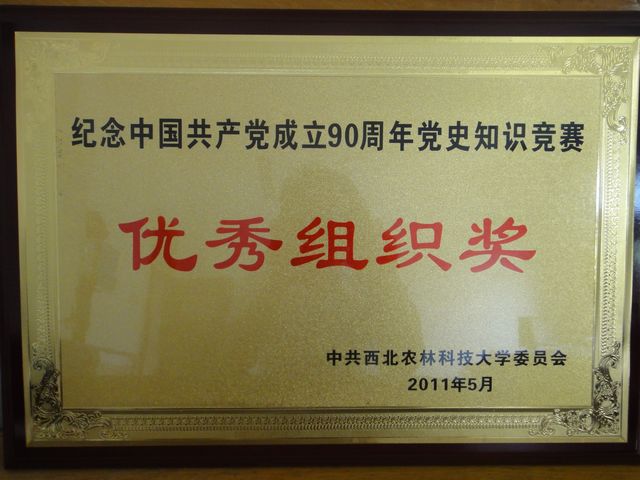 纪念中国共产党成立90周年党史知识竞赛
优秀组织奖
中共西北农林科技大学委员会
2011年5月